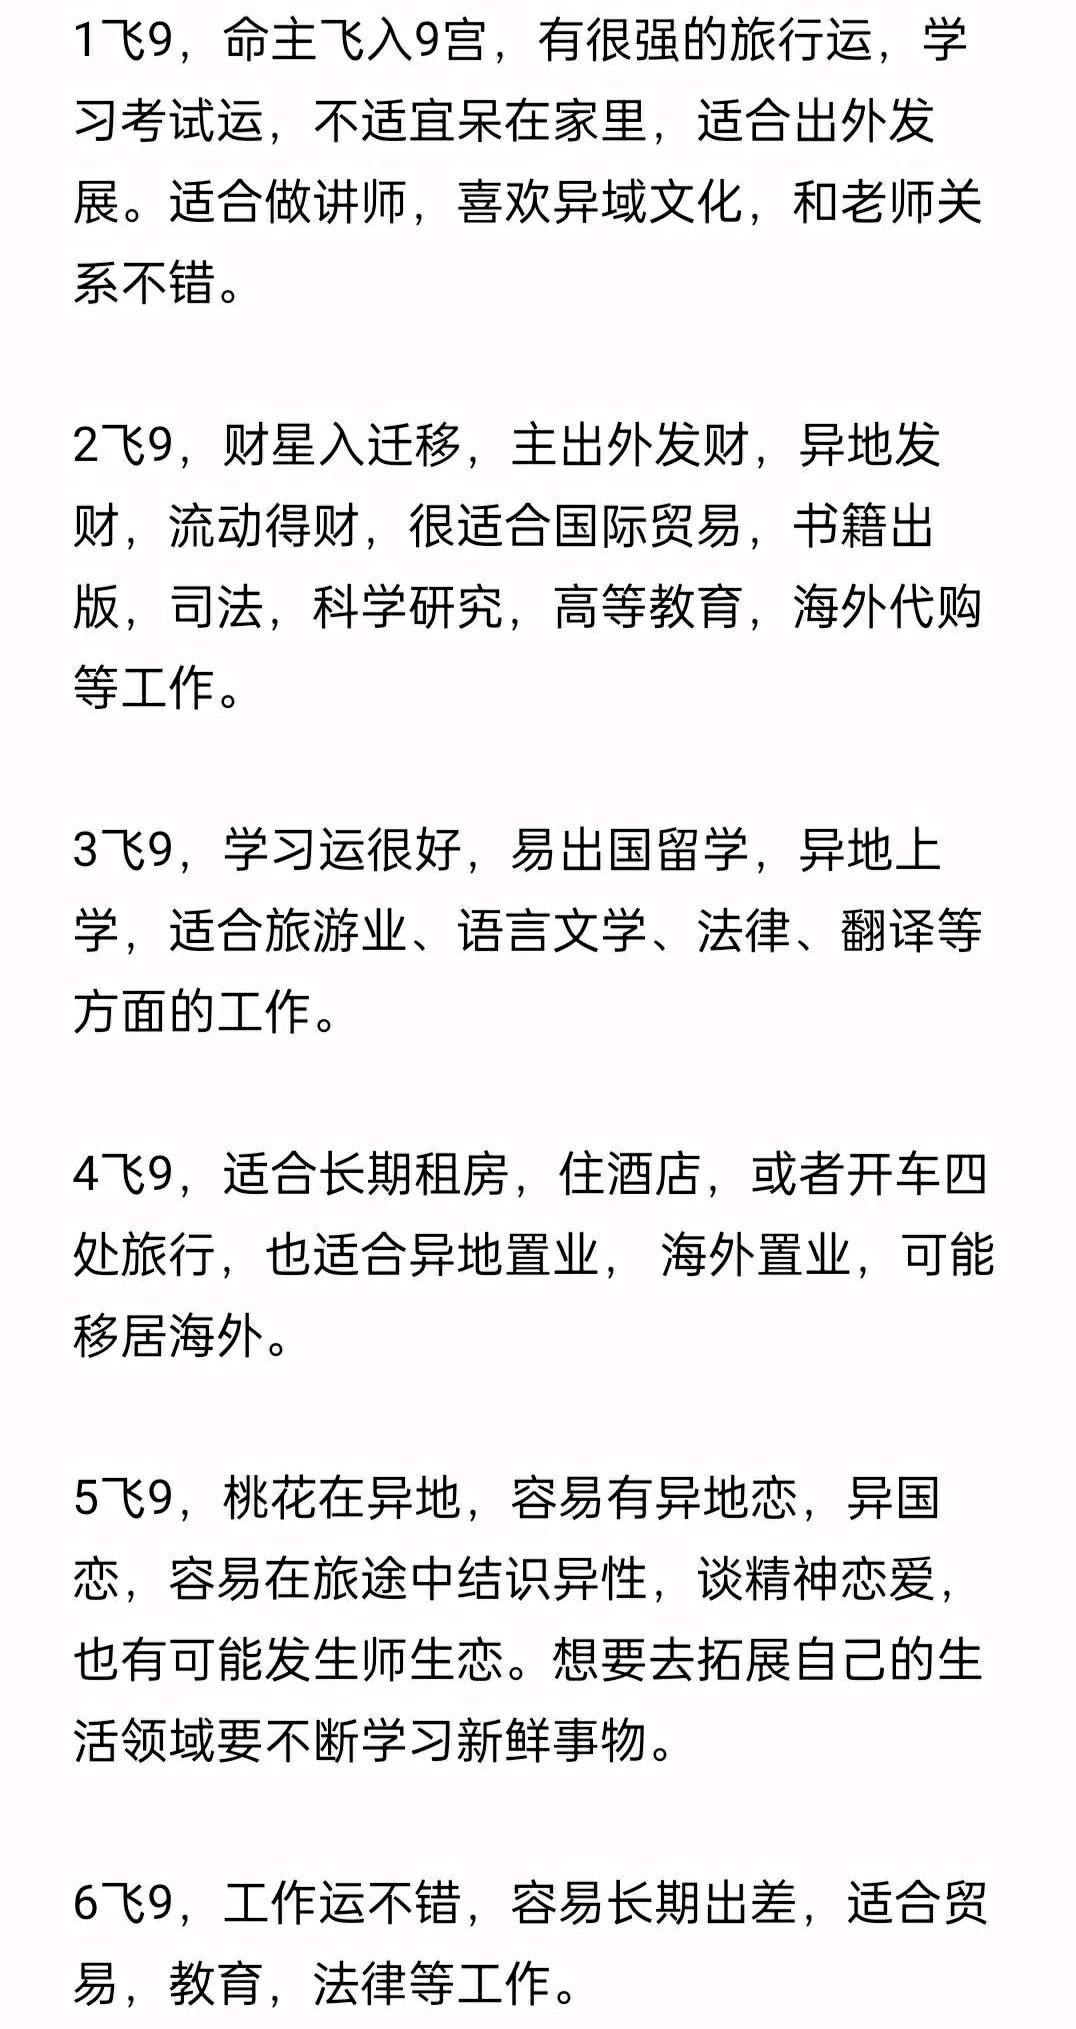 1飞9，命主飞入9宫，有很强的旅行运，学
习考试运，不适宜呆在家里，适合出外发
展。适合做讲师，喜欢异域文化，和老师关
系不错。
2飞9，财星入迁移，主出外发财，异地发
财，流动得财，很适合国际贸易，书籍出
版，司法，科学研究，高等教育，海外代购
等工作。
3飞9，学习运很好，易出国留学，异地上
学，适合旅游业、语言文学、法律、翻译等
方面的工作。
4飞9，适合长期租房，住酒店，或者开车四
处旅行，也适合异地置业， 海外置业，可能
移居海外。
5飞9，桃花在异地，容易有异地恋，异国
恋，容易在旅途中结识异性，谈精神恋爱，
也有可能发生师生恋。想要去拓展自己的生
活领域要不断学习新鲜事物。
6飞9，工作运不错，容易长期出差，适合贸
易，教育，法律等工作。